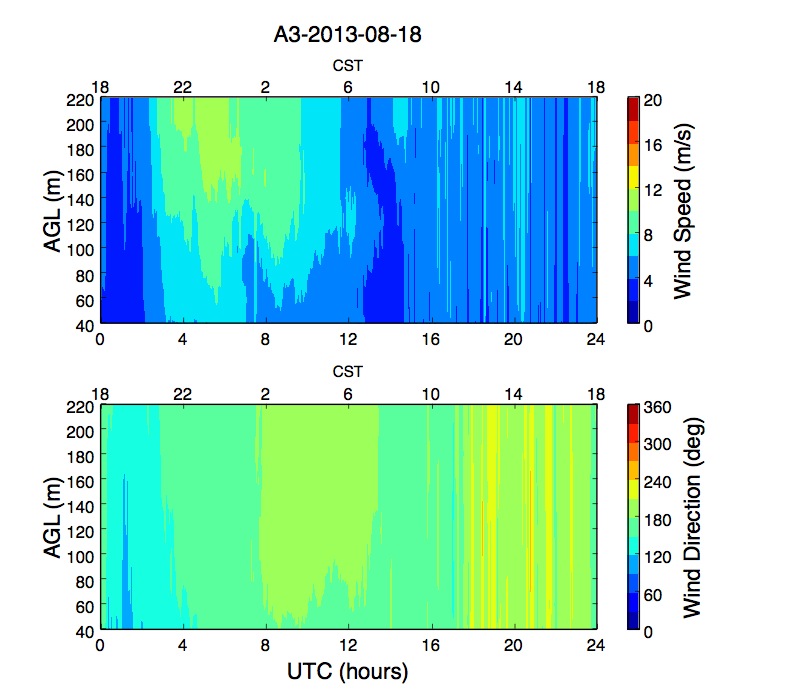 A3-2013-08-18
CST
18 22 2 6 10 14 18
220
200
180
160
140
120
100
80
60
40
AGL (m)
0 4 8 12 16 20 24
20
16
12
8
4
0
Wind Speed (m/s)
CST
18 22 2 6 10 14 18
220
200
180
160
140
120
100
80
60
40
AGL (m)
0 4 8 12 16 20 24
UTC (hours)
360
300
240
180
120
60
0
Wind Direction (deg)